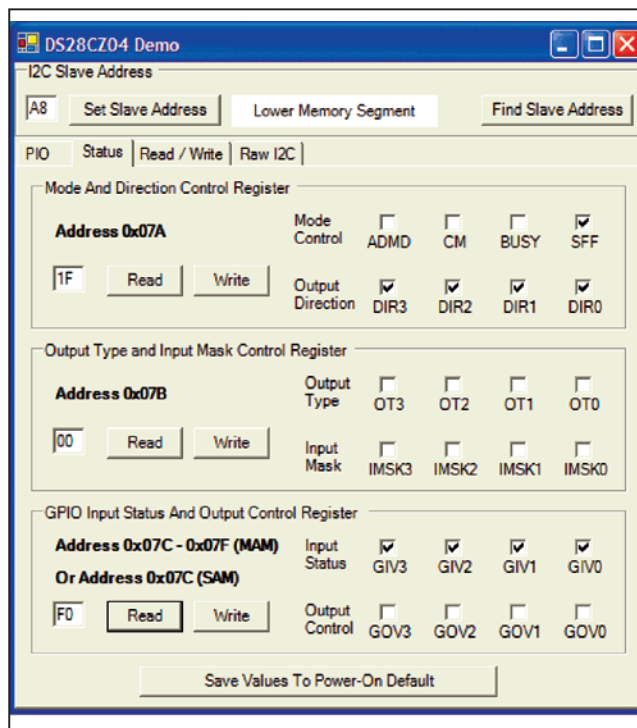 DS28CZ04 Demo
I2C Slave Address
A8 Set Slave Address Lower Memory Segment Find Slave Address
PIO Status Read / Write Raw I2C
Mode And Direction Control Register
Address 0x07A
Mode Control ADMD CM BUSY SFF
1F Read Write
Output Direction DIR3 DIR2 DIR1 DIR0
Output Type and Input Mask Control Register
Address 0x07B
Output Type OT3 OT2 OT1 OT0
00 Read Write
Input Mask IMSK3 IMSK2 IMSK1 IMSK0
GPIO Input Status And Output Control Register
Address 0x07C - 0x07F (MAM)
Or Address 0x07C (SAM)
Input Status GIV3 GIV2 GIV1 GIV0
F0 Read Write
Output Control GOV3 GOV2 GOV1 GOV0
Save Values To Power-On Default